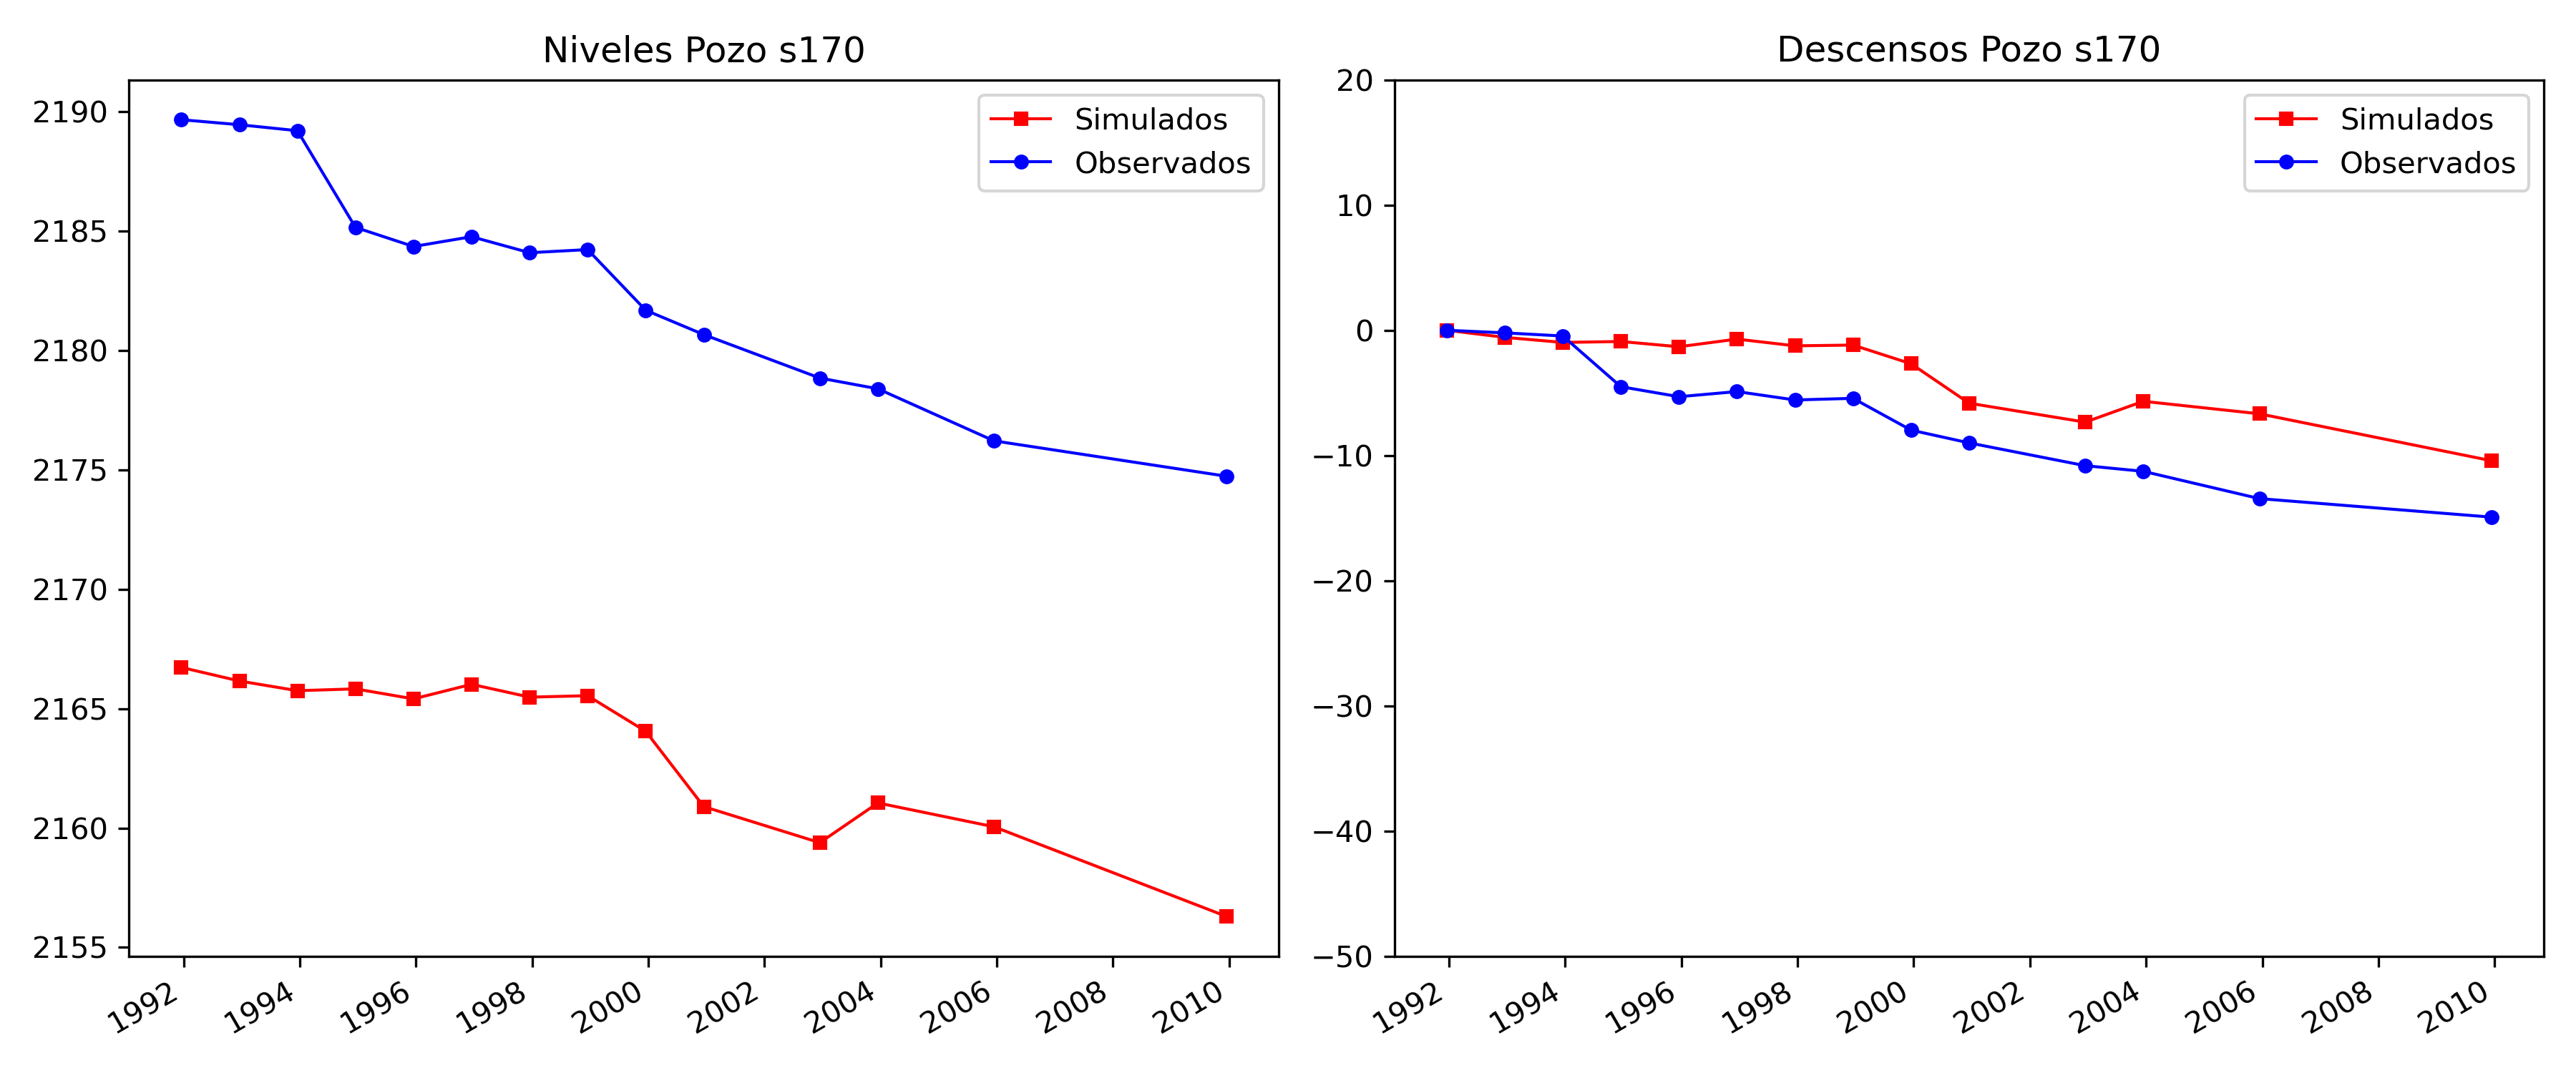 Niveles Pozo s170
2190
2185
2180
2175
2170
2165
2160
2155
1992 1994 1996 1998 2000 2002 2004 2006 2008 2010
Simulados
Observados
Descensos Pozo s170
20
10
0
−10
−20
−30
−40
−50
1992 1994 1996 1998 2000 2002 2004 2006 2008 2010
Simulados
Observados